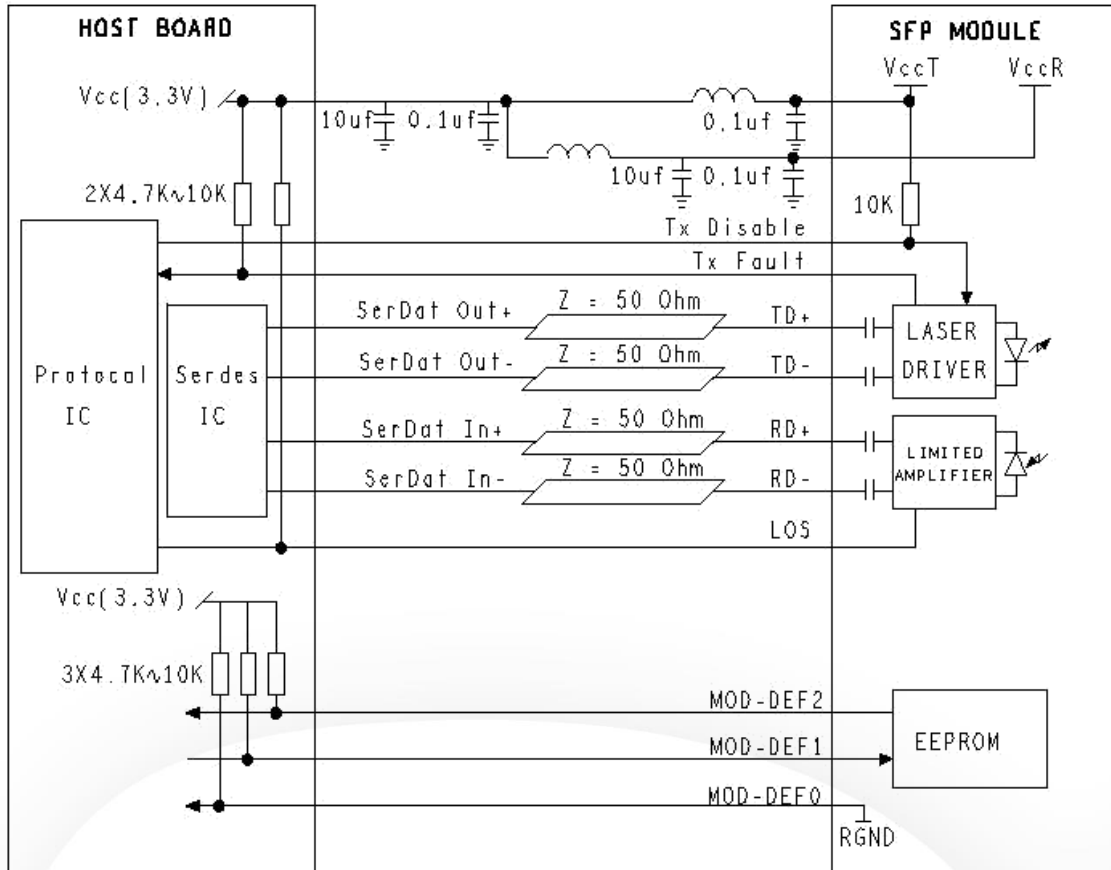 HOST BOARD
SFP MODULE
VccT
VccR
Vcc(3.3V)
10uf
0.1uf
0.1uf
10uf
0.1uf
2X4.7K~10K
10K
Tx Disable
Tx Fault
SerDat Out+
Z = 50 Ohm
TD+
LASER
DRIVER
SerDat Out-
Z = 50 Ohm
TD-
Protocal
IC
Serdes
IC
SerDat In+
Z = 50 Ohm
RD+
LIMITED
AMPLIFIER
SerDat In-
Z = 50 Ohm
RD-
LOS
Vcc(3.3V)
3X4.7K~10K
MOD-DEF2
EEPROM
MOD-DEF1
MOD-DEF0
RGND